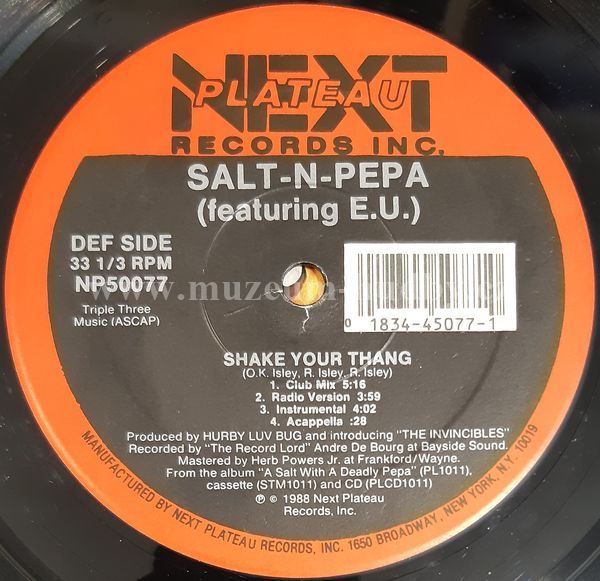 NEXT
PLATEAU
RECORDS INC.
SALT-N-PEPA
(featuring E.U.)
DEF SIDE
33 1/3 RPM
NP50077
Triple Three
Music (ASCAP)
0 1834-45077-1
www.muzeum-hudby.cz
SHAKE YOUR THANG
(O.K. Isley, R. Isley, R. Isley)
1. Club Mix 5:16
2. Radio Version 3:59
3. Instrumental 4:02
4. Acappella :28
Produced by HURBY LUV BUG and introducing "THE INVINCIBLES"
Recorded by "The Record Lord" Andre De Bourg at Bayside Sound.
Mastered by Herb Powers Jr. at Frankford/Wayne.
From the album "A Salt With A Deadly Pepa" (PL1011),
cassette (STM1011) and CD (PLCD1011)
℗ © 1988 Next Plateau
Records, Inc.
MANUFACTURED BY NEXT PLATEAU RECORDS, INC. 1650 BROADWAY, NEW YORK, N.Y. 10019